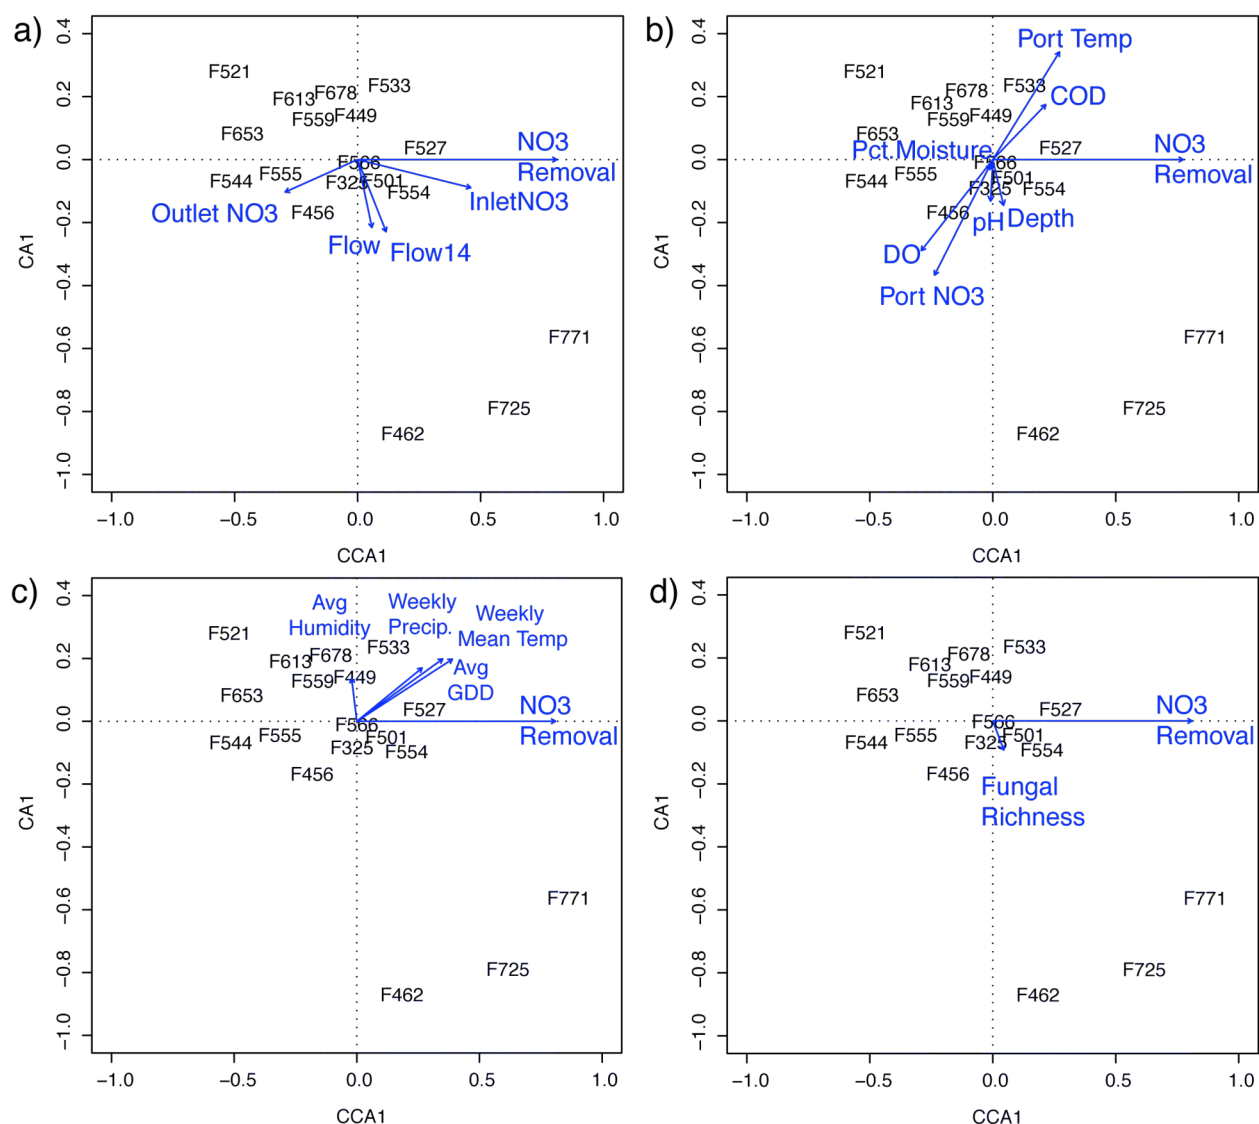 a)
0.4
0.2
0.0
−0.2
−0.4
−0.6
−0.8
−1.0
CA1
F521
F533
F678
F613
F449
F559
F653
F527
NO3
Removal
F566
F555
F544
F325
F501
F554
InletNO3
Outlet NO3
F456
Flow
Flow14
F771
F725
F462
−1.0
−0.5
0.0
0.5
1.0
CCA1
b)
0.4
0.2
0.0
−0.2
−0.4
−0.6
−0.8
−1.0
CA1
Port Temp
F521
F533
F678
COD
F613
F449
F559
F653
Pct.Moisture
F527
NO3
Removal
F566
F555
F544
F501
F325
F554
F456
pH
Depth
DO
Port NO3
F771
F725
F462
−1.0
−0.5
0.0
0.5
1.0
CCA1
c)
0.4
0.2
0.0
−0.2
−0.4
−0.6
−0.8
−1.0
CA1
Avg
Humidity
Weekly
Precip.
Weekly
Mean Temp
F521
F533
F678
F613
F449
F559
Avg
GDD
F653
F527
NO3
Removal
F566
F555
F544
F501
F325
F554
F456
F771
F725
F462
−1.0
−0.5
0.0
0.5
1.0
CCA1
d)
0.4
0.2
0.0
−0.2
−0.4
−0.6
−0.8
−1.0
CA1
F521
F533
F678
F613
F449
F559
F653
F527
NO3
Removal
F566
F555
F544
F501
F325
F554
F456
Fungal
Richness
F771
F725
F462
−1.0
−0.5
0.0
0.5
1.0
CCA1